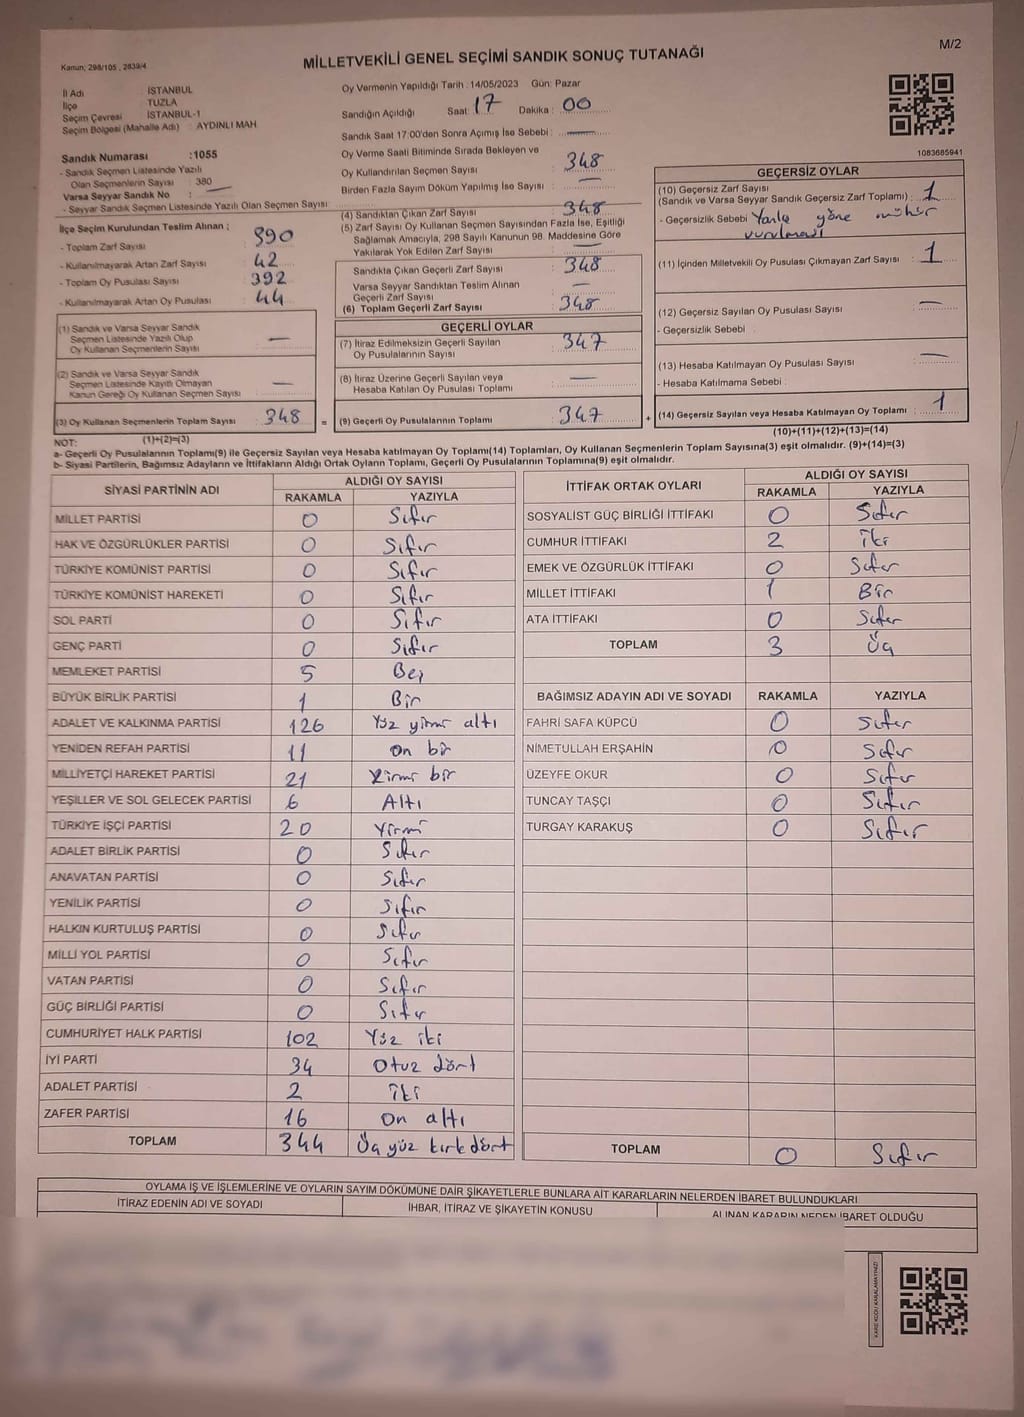 M/2
Kanun; 298/105 , 2839/4
MİLLETVEKİLİ GENEL SEÇİMİ SANDIK SONUÇ TUTANAĞI
İl Adı : İSTANBUL
İlçe : TUZLA
Seçim Çevresi : İSTANBUL-1
Seçim Bölgesi (Mahalle Adı) : AYDINLI MAH
Sandık Numarası :1055
- Sandık Seçmen Listesinde Yazılı
Olan Seçmenlerin Sayısı : 380
Varsa Seyyar Sandık No : —
- Seyyar Sandık Seçmen Listesinde Yazılı Olan Seçmen Sayısı :
Oy Vermenin Yapıldığı Tarih :14/05/2023 Gün: Pazar
Sandığın Açıldığı Saat: 17 Dakika : 00
Sandık Saat 17:00'den Sonra Açımış İse Sebebi : —
Oy Verme Saati Bitiminde Sırada Bekleyen ve
Oy Kullandırılan Seçmen Sayısı : 348
Birden Fazla Sayım Döküm Yapılmış İse Sayısı : —
1083685941
İlçe Seçim Kurulundan Teslim Alınan ;
- Toplam Zarf Sayısı : 390
- Kullanılmayarak Artan Zarf Sayısı : 42
- Toplam Oy Pusulası Sayısı : 392
- Kullanılmayarak Artan Oy Pusulası : 44
(4) Sandıktan Çıkan Zarf Sayısı : 348
(5) Zarf Sayısı Oy Kullanan Seçmen Sayısından Fazla İse, Eşitliği
Sağlamak Amacıyla, 298 Sayılı Kanunun 98. Maddesine Göre
Yakılarak Yok Edilen Zarf Sayısı : —
Sandıkta Çıkan Geçerli Zarf Sayısı : 348
Varsa Seyyar Sandıktan Teslim Alınan
Geçerli Zarf Sayısı : —
(6) Toplam Geçerli Zarf Sayısı : 348
GEÇERSİZ OYLAR
(10) Geçersiz Zarf Sayısı
(Sandık ve Varsa Seyyar Sandık Geçersiz Zarf Toplamı) : 1
- Geçersizlik Sebebi : Yanlış yöne mühür
vurulması
(11) İçinden Milletvekili Oy Pusulası Çıkmayan Zarf Sayısı : 1
(12) Geçersiz Sayılan Oy Pusulası Sayısı : —
- Geçersizlik Sebebi :
(13) Hesaba Katılmayan Oy Pusulası Sayısı : —
- Hesaba Katılmama Sebebi :
(14) Geçersiz Sayılan veya Hesaba Katılmayan Oy Toplamı : 1
(10)+(11)+(12)+(13)=(14)
(1) Sandık ve Varsa Seyyar Sandık
Seçmen Listesinde Yazılı Olup
Oy Kullanan Seçmenlerin Sayısı : —
(2) Sandık ve Varsa Seyyar Sandık
Seçmen Listesinde Kayıtlı Olmayan
Kanun Gereği Oy Kullanan Seçmen Sayısı : —
(3) Oy Kullanan Seçmenlerin Toplam Sayısı : 348
(1)+(2)=(3)
GEÇERLİ OYLAR
(7) İtiraz Edilmeksizin Geçerli Sayılan
Oy Pusulalarının Sayısı : 347
(8) İtiraz Üzerine Geçerli Sayılan veya
Hesaba Katılan Oy Pusulası Toplamı : —
= (9) Geçerli Oy Pusulalarının Toplamı : 347 +
NOT:
a- Geçerli Oy Pusulalarının Toplamı(9) ile Geçersiz Sayılan veya Hesaba katılmayan Oy Toplamı(14) Toplamları, Oy Kullanan Seçmenlerin Toplam Sayısına(3) eşit olmalıdır. (9)+(14)=(3)
b- Siyasi Partilerin, Bağımsız Adayların ve İttifakların Aldığı Ortak Oyların Toplamı, Geçerli Oy Pusulalarının Toplamına(9) eşit olmalıdır.
SİYASİ PARTİNİN ADI ALDIĞI OY SAYISI
RAKAMLA YAZIYLA
MİLLET PARTİSİ 0 Sıfır
HAK VE ÖZGÜRLÜKLER PARTİSİ 0 Sıfır
TÜRKİYE KOMÜNİST PARTİSİ 0 Sıfır
TÜRKİYE KOMÜNİST HAREKETİ 0 Sıfır
SOL PARTİ 0 Sıfır
GENÇ PARTİ 0 Sıfır
MEMLEKET PARTİSİ 5 Beş
BÜYÜK BİRLİK PARTİSİ 1 Bir
ADALET VE KALKINMA PARTİSİ 126 Yüz yirmi altı
YENİDEN REFAH PARTİSİ 11 On bir
MİLLİYETÇİ HAREKET PARTİSİ 21 Yirmi bir
YEŞİLLER VE SOL GELECEK PARTİSİ 6 Altı
TÜRKİYE İŞÇİ PARTİSİ 20 Yirmi
ADALET BİRLİK PARTİSİ 0 Sıfır
ANAVATAN PARTİSİ 0 Sıfır
YENİLİK PARTİSİ 0 Sıfır
HALKIN KURTULUŞ PARTİSİ 0 Sıfır
MİLLİ YOL PARTİSİ 0 Sıfır
VATAN PARTİSİ 0 Sıfır
GÜÇ BİRLİĞİ PARTİSİ 0 Sıfır
CUMHURİYET HALK PARTİSİ 102 Yüz iki
İYİ PARTİ 34 Otuz dört
ADALET PARTİSİ 2 İki
ZAFER PARTİSİ 16 On altı
TOPLAM 344 Üç yüz kırk dört
İTTİFAK ORTAK OYLARI ALDIĞI OY SAYISI
RAKAMLA YAZIYLA
SOSYALİST GÜÇ BİRLİĞİ İTTİFAKI 0 Sıfır
CUMHUR İTTİFAKI 2 İki
EMEK VE ÖZGÜRLÜK İTTİFAKI 0 Sıfır
MİLLET İTTİFAKI 1 Bir
ATA İTTİFAKI 0 Sıfır
TOPLAM 3 Üç
BAĞIMSIZ ADAYIN ADI VE SOYADI RAKAMLA YAZIYLA
FAHRİ SAFA KÜPCÜ 0 Sıfır
NİMETULLAH ERŞAHİN 0 Sıfır
ÜZEYFE OKUR 0 Sıfır
TUNCAY TAŞÇI 0 Sıfır
TURGAY KARAKUŞ 0 Sıfır
TOPLAM 0 Sıfır
OYLAMA İŞ VE İŞLEMLERİNE VE OYLARIN SAYIM DÖKÜMÜNE DAİR ŞİKAYETLERLE BUNLARA AİT KARARLARIN NELERDEN İBARET BULUNDUKLARI
İTİRAZ EDENİN ADI VE SOYADI İHBAR, İTİRAZ VE ŞİKAYETİN KONUSU ALINAN KARARIN NEDEN İBARET OLDUĞU
KARE KODU KARALAMAYINIZ!